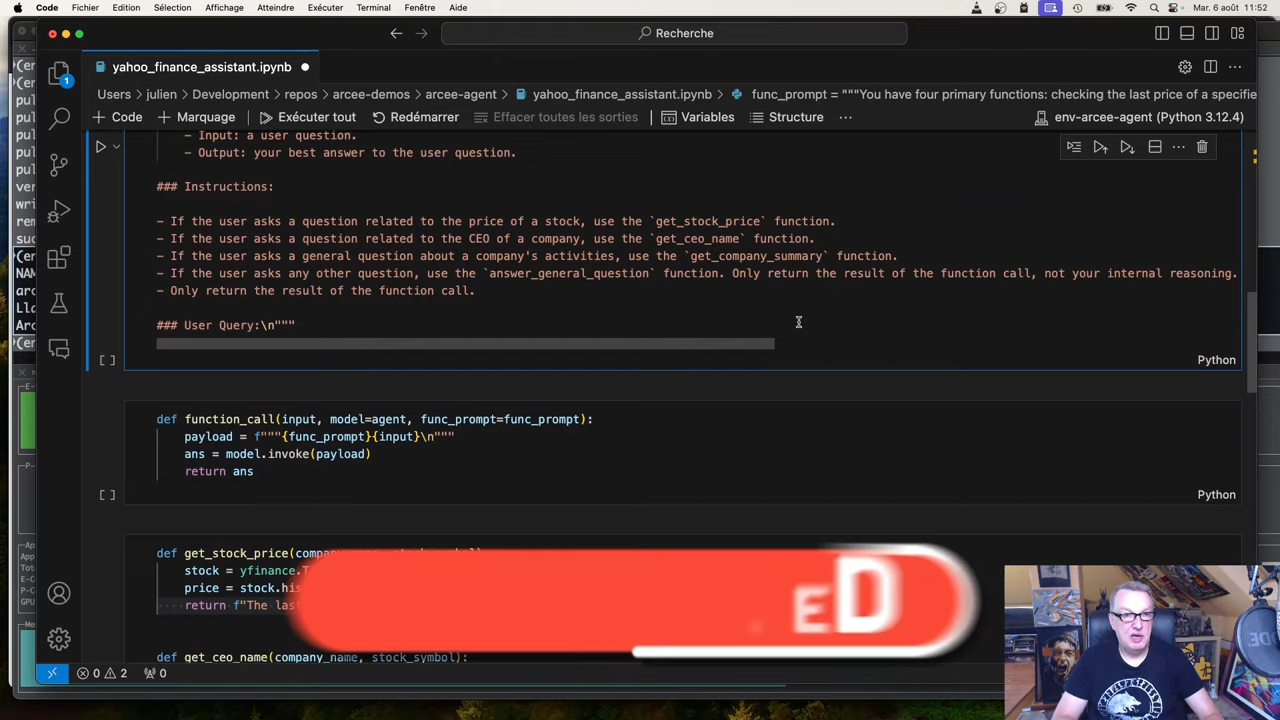 Code Fichier Edition Sélection Affichage Atteindre Exécuter Terminal Fenêtre Aide Mar. 6 août 11:52
Recherche
yahoo_finance_assistant.ipynb
1
Users julien Development repos arcee-demos arcee-agent yahoo_finance_assistant.ipynb func_prompt = """You have four primary functions: checking the last price of a specifie
+ Code + Marquage Exécuter tout Redémarrer Effacer toutes les sorties Variables Structure ... env-arcee-agent (Python 3.12.4)
- Input: a user question.
- Output: your best answer to the user question.
### Instructions:
- If the user asks a question related to the price of a stock, use the `get_stock_price` function.
- If the user asks a question related to the CEO of a company, use the `get_ceo_name` function.
- If the user asks a general question about a company's activities, use the `get_company_summary` function.
- If the user asks any other question, use the `answer_general_question` function. Only return the result of the function call, not your internal reasoning.
- Only return the result of the function call.
### User Query:\n"""
[ ] Python
def function_call(input, model=agent, func_prompt=func_prompt):
payload = f"""{func_prompt}{input}\n"""
ans = model.invoke(payload)
return ans
[ ] Python
def get_stock_price(
stock = yfinance.T
price = stock.his
return f"The las
ED
def get_ceo_name(company_name, stock_symbol):
0 2 0